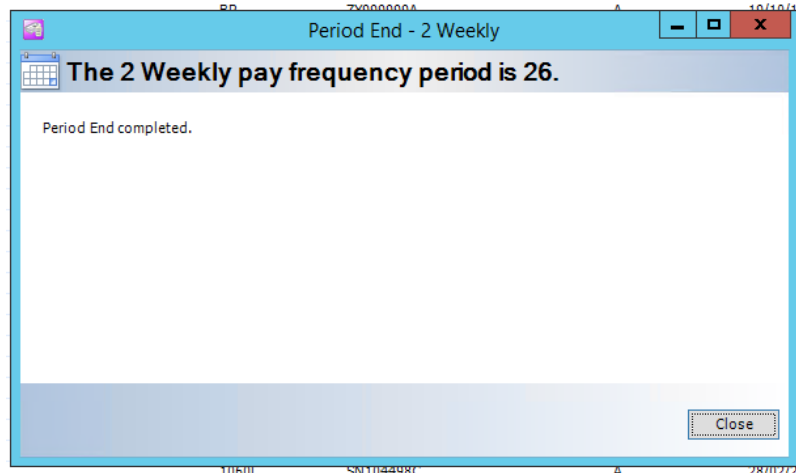 Period End - 2 Weekly
The 2 Weekly pay frequency period is 26.
Period End completed.
Close